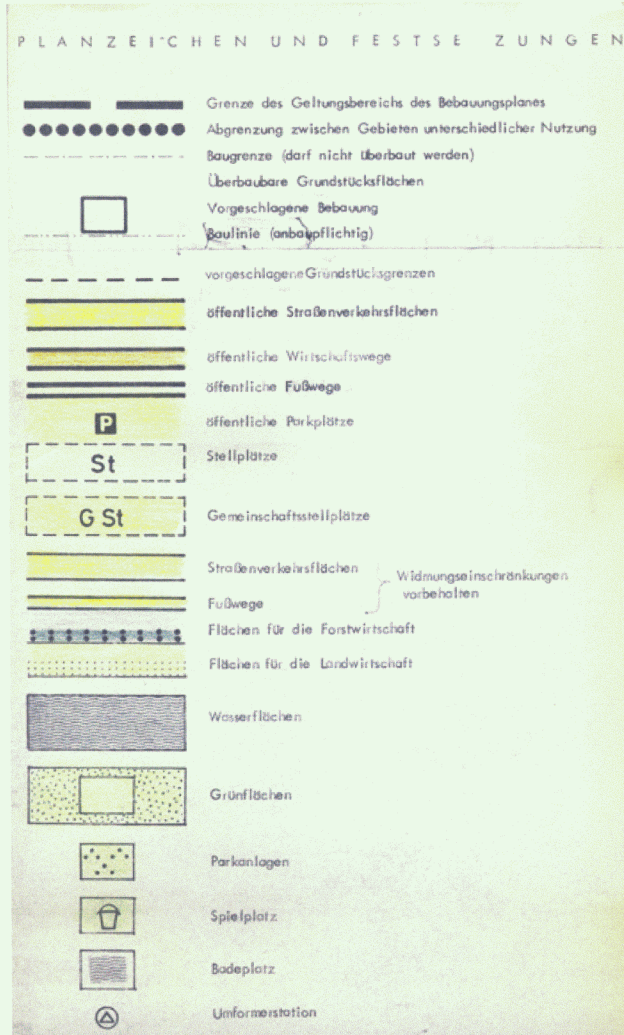 PLANZEICHEN UND FESTSE ZUNGEN
Grenze des Geltungsbereichs des Bebauungsplanes
Abgrenzung zwischen Gebieten unterschiedlicher Nutzung
Baugrenze (darf nicht überbaut werden)
Überbaubare Grundstücksflächen
Vorgeschlagene Bebauung
Baulinie (anbaupflichtig)
vorgeschlagene Grundstücksgrenzen
öffentliche Straßenverkehrsflächen
öffentliche Wirtschaftswege
öffentliche Fußwege
P öffentliche Parkplätze
St Stellplätze
G St Gemeinschaftsstellplätze
Straßenverkehrsflächen
Widmungseinschränkungen
vorbehalten
Fußwege
Flächen für die Forstwirtschaft
Flächen für die Landwirtschaft
Wasserflächen
Grünflächen
Parkanlagen
Spielplatz
Badeplatz
Umformerstation